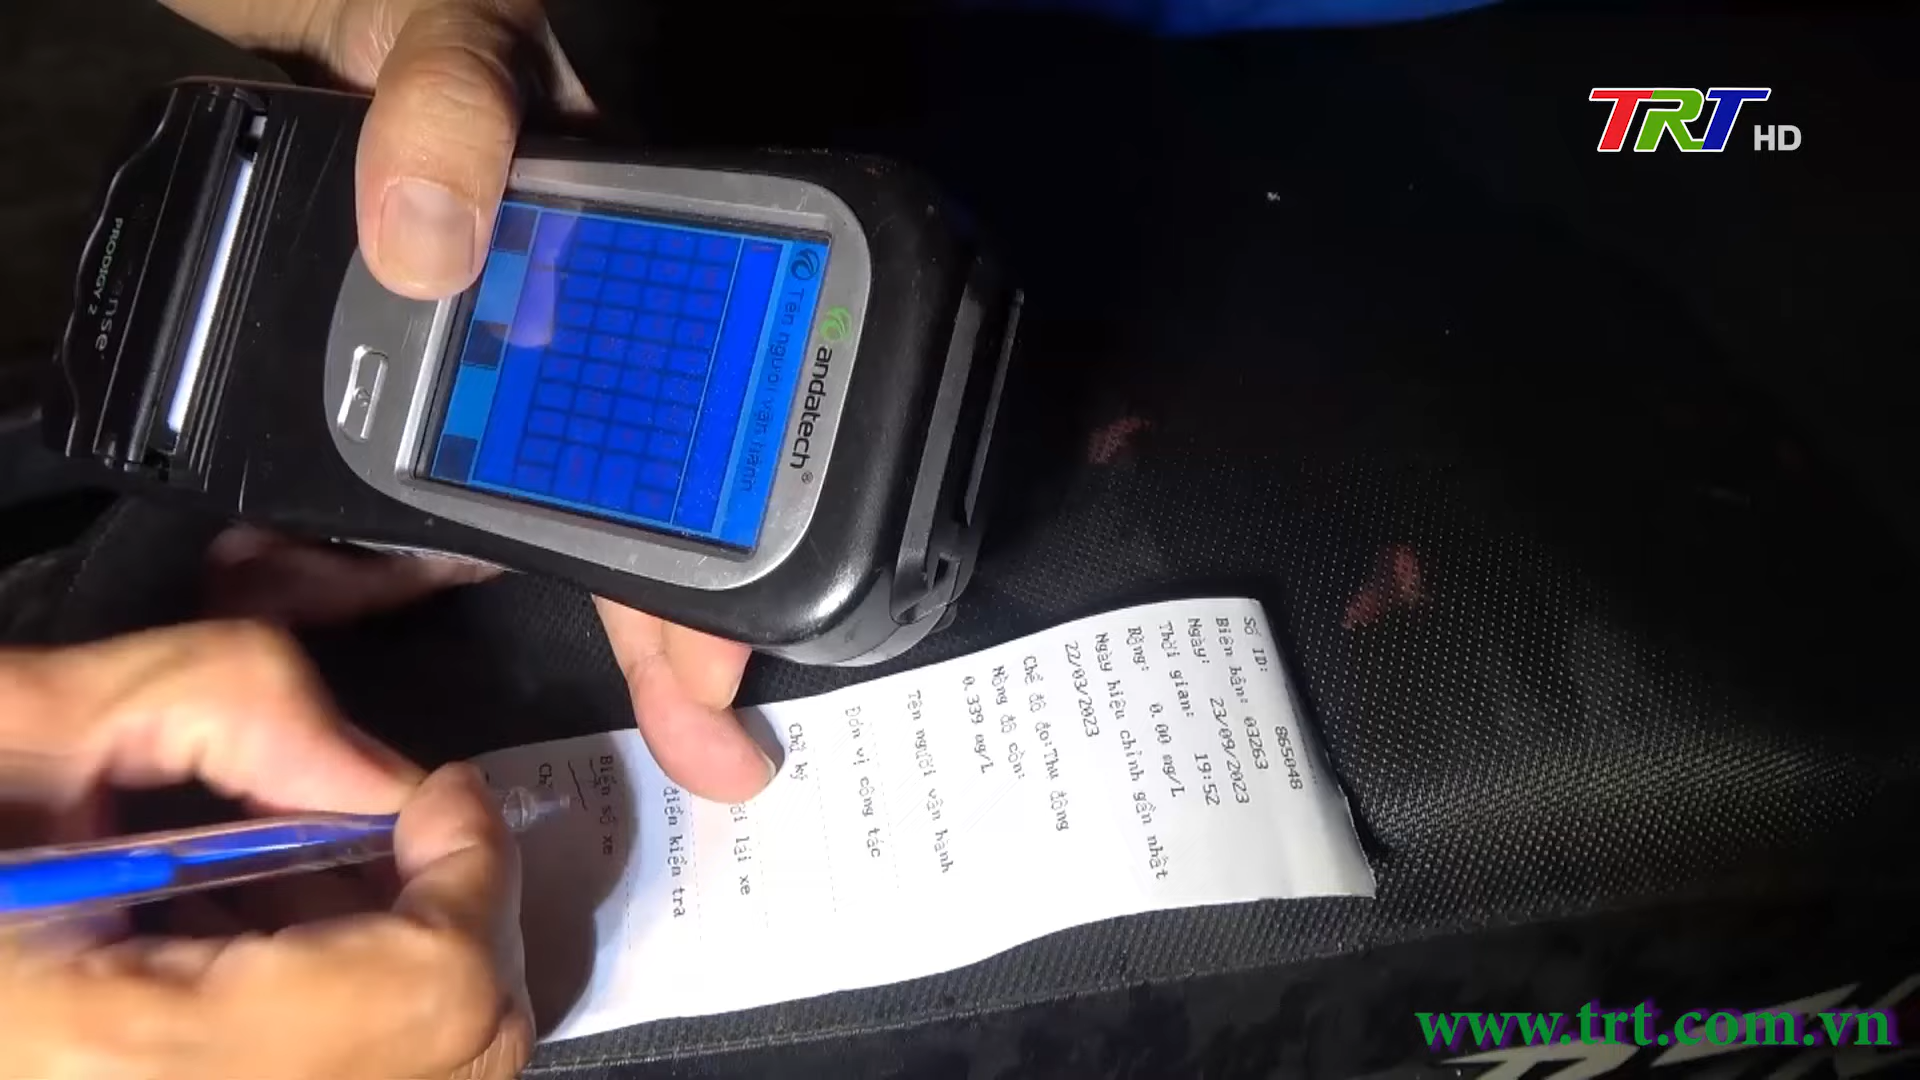 TRT HD
PRODIGY 2
andatech®
Tên người vận hành
Số ID: 865048
Biên bản: 03263
Ngày: 23/09/2023
Thời gian: 19:52
Rộng: 0.00 mg/L
Ngày hiệu chỉnh gần nhất
22/03/2023
Chế độ đo:Thụ động
Nồng độ cồn:
0.339 mg/L
Tên người vận hành
Đơn vị công tác
Chữ ký
lái xe
điểm kiểm tra
Biển số xe
www.trt.com.vn